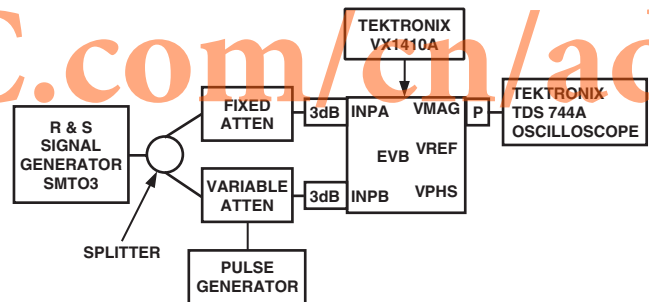 C.com/cn/ad
TEKTRONIX
VX1410A
R & S
SIGNAL
GENERATOR
SMTO3
SPLITTER
FIXED
ATTEN
VARIABLE
ATTEN
PULSE
GENERATOR
3dB
3dB
INPA
VMAG
EVB
VREF
INPB
VPHS
P
TEKTRONIX
TDS 744A
OSCILLOSCOPE